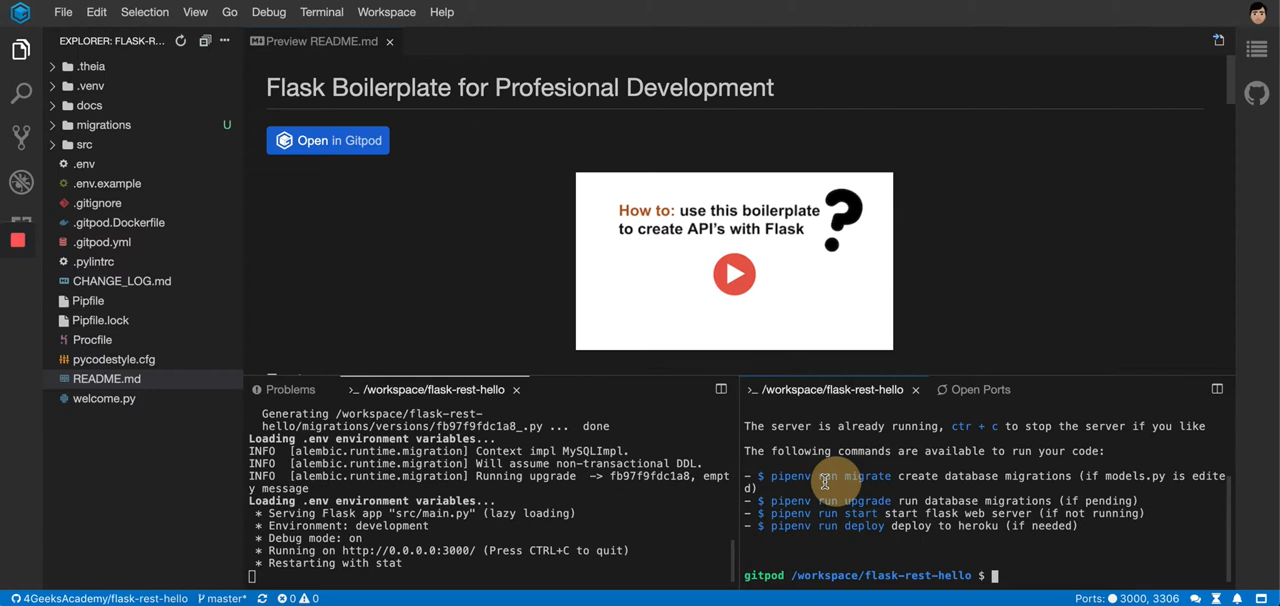 File Edit Selection View Go Debug Terminal Workspace Help
EXPLORER: FLASK-R...
.theia
.venv
docs
migrations U
src
.env
.env.example
.gitignore
.gitpod.Dockerfile
.gitpod.yml
.pylintrc
CHANGE_LOG.md
Pipfile
Pipfile.lock
Procfile
pycodestyle.cfg
README.md
welcome.py
Preview README.md
Flask Boilerplate for Profesional Development
Open in Gitpod
How to: use this boilerplate
to create API's with Flask
?
Problems >_ /workspace/flask-rest-hello
Generating /workspace/flask-rest-
hello/migrations/versions/fb97f9fdc1a8_.py ... done
Loading .env environment variables...
INFO [alembic.runtime.migration] Context impl MySQLImpl.
INFO [alembic.runtime.migration] Will assume non-transactional DDL.
INFO [alembic.runtime.migration] Running upgrade -> fb97f9fdc1a8, empt
y message
Loading .env environment variables...
* Serving Flask app "src/main.py" (lazy loading)
* Environment: development
* Debug mode: on
* Running on http://0.0.0.0:3000/ (Press CTRL+C to quit)
* Restarting with stat
>_ /workspace/flask-rest-hello Open Ports
The server is already running, ctr + c to stop the server if you like
The following commands are available to run your code:
- $ pipenv run migrate create database migrations (if models.py is edite
d)
- $ pipenv run upgrade run database migrations (if pending)
- $ pipenv run start start flask web server (if not running)
- $ pipenv run deploy deploy to heroku (if needed)
gitpod /workspace/flask-rest-hello $
4GeeksAcademy/flask-rest-hello master* 0 0 Ports: 3000, 3306